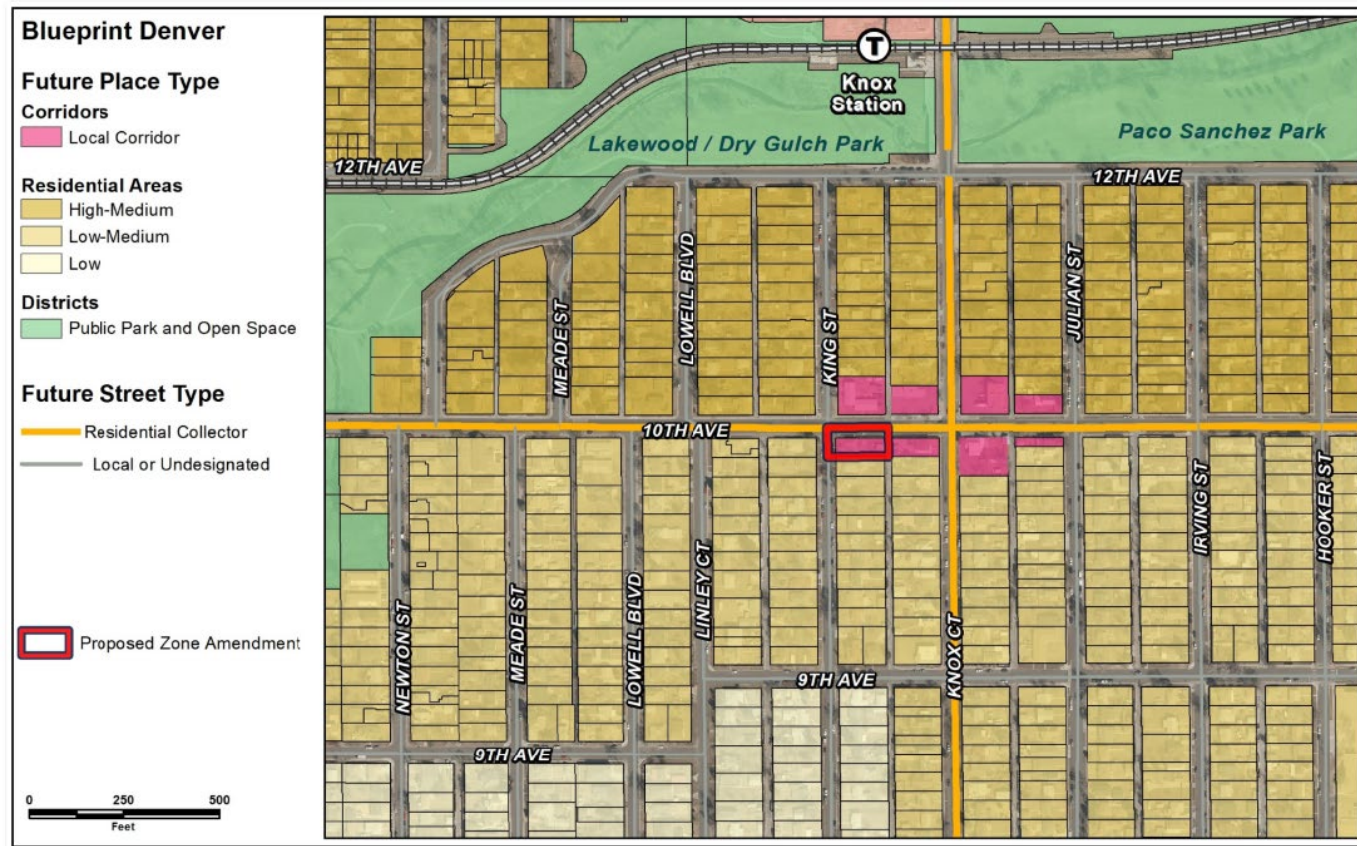 Blueprint Denver
Future Place Type
Corridors
Local Corridor
Residential Areas
High-Medium
Low-Medium
Low
Districts
Public Park and Open Space
Future Street Type
Residential Collector
Local or Undesignated
Proposed Zone Amendment
0 250 500
Feet
T
Knox
Station
Lakewood / Dry Gulch Park
Paco Sanchez Park
12TH AVE
12TH AVE
MEADE ST
LOWELL BLVD
KING ST
JULIAN ST
10TH AVE
NEWTON ST
MEADE ST
LOWELL BLVD
LINLEY CT
KNOX CT
IRVING ST
HOOKER ST
9TH AVE
9TH AVE